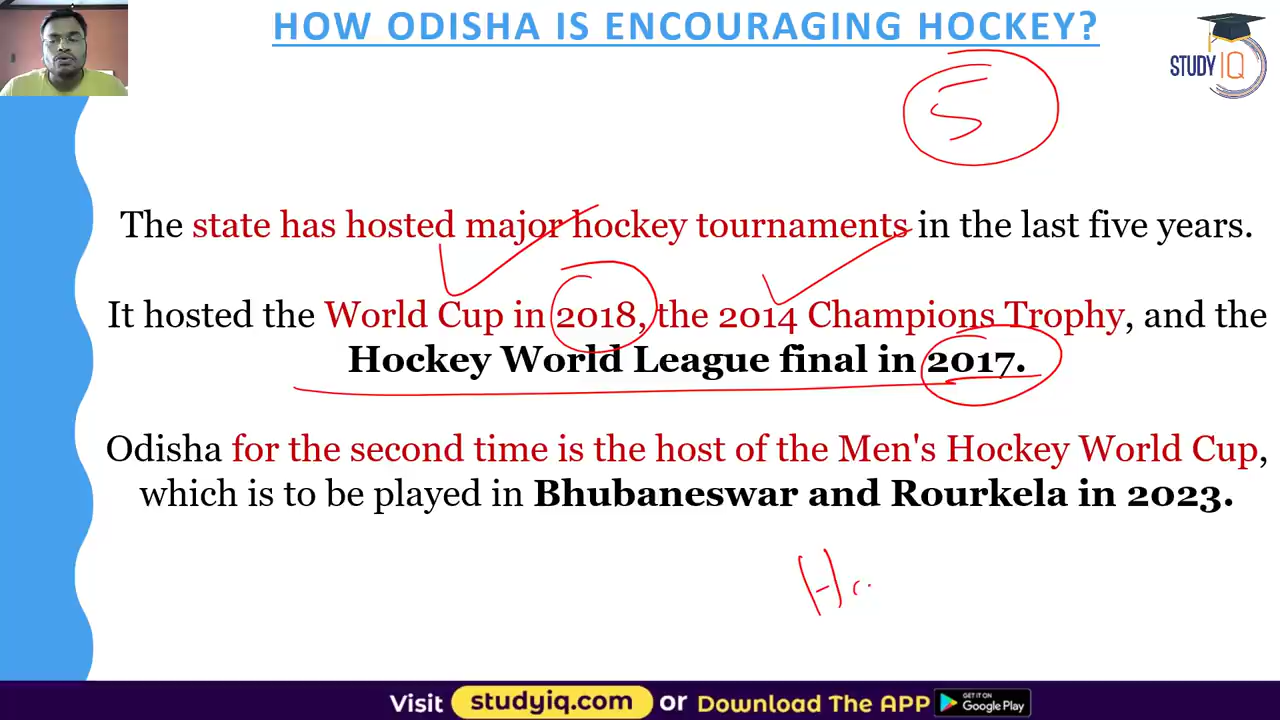 HOW ODISHA IS ENCOURAGING HOCKEY?
STUDY IQ
5
The state has hosted major hockey tournaments in the last five years.
It hosted the World Cup in 2018, the 2014 Champions Trophy, and the
Hockey World League final in 2017.
Odisha for the second time is the host of the Men's Hockey World Cup,
which is to be played in Bhubaneswar and Rourkela in 2023.
Visit studyiq.com or Download The APP GET IT ON Google Play